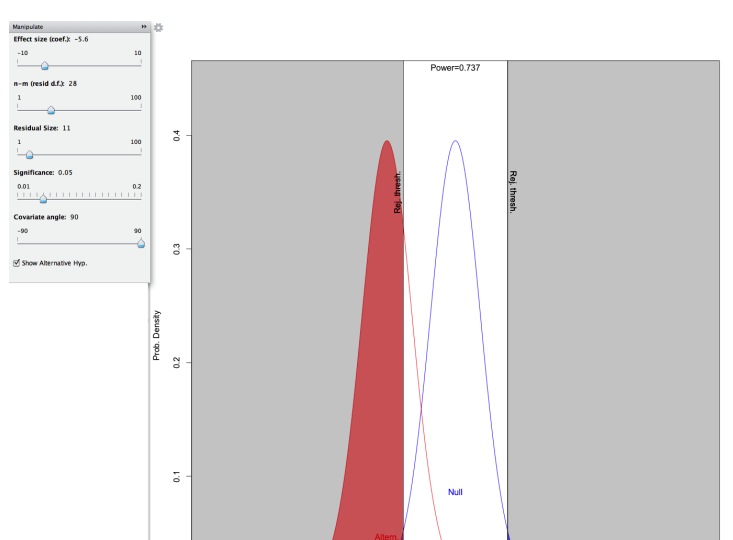 Manipulate
Effect size (coef.): -5.6
-10 10
n-m (resid d.f.): 28
1 100
Residual Size: 11
1 100
Significance: 0.05
0.01 0.2
Covariate angle: 90
-90 90
Show Alternative Hyp.
Power=0.737
Rej. thresh.
Rej. thresh.
Prob. Density
0.4
0.3
0.2
0.1
Null
Altern.